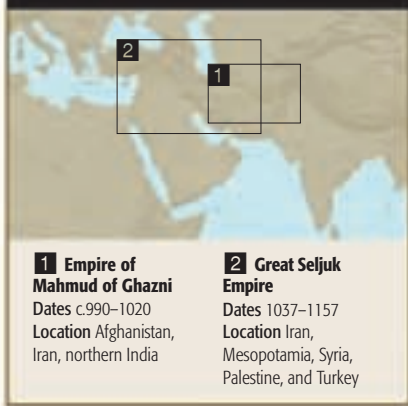 2
1
1 Empire of
Mahmud of Ghazni
Dates c.990–1020
Location Afghanistan,
Iran, northern India
2 Great Seljuk
Empire
Dates 1037–1157
Location Iran,
Mesopotamia, Syria,
Palestine, and Turkey